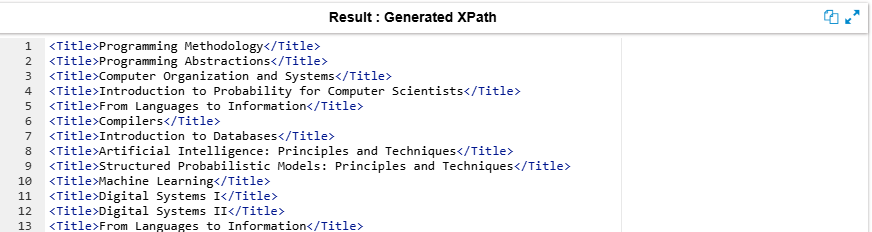 Result : Generated XPath
1 <Title>Programming Methodology</Title>
2 <Title>Programming Abstractions</Title>
3 <Title>Computer Organization and Systems</Title>
4 <Title>Introduction to Probability for Computer Scientists</Title>
5 <Title>From Languages to Information</Title>
6 <Title>Compilers</Title>
7 <Title>Introduction to Databases</Title>
8 <Title>Artificial Intelligence: Principles and Techniques</Title>
9 <Title>Structured Probabilistic Models: Principles and Techniques</Title>
10 <Title>Machine Learning</Title>
11 <Title>Digital Systems I</Title>
12 <Title>Digital Systems II</Title>
13 <Title>From Languages to Information</Title>